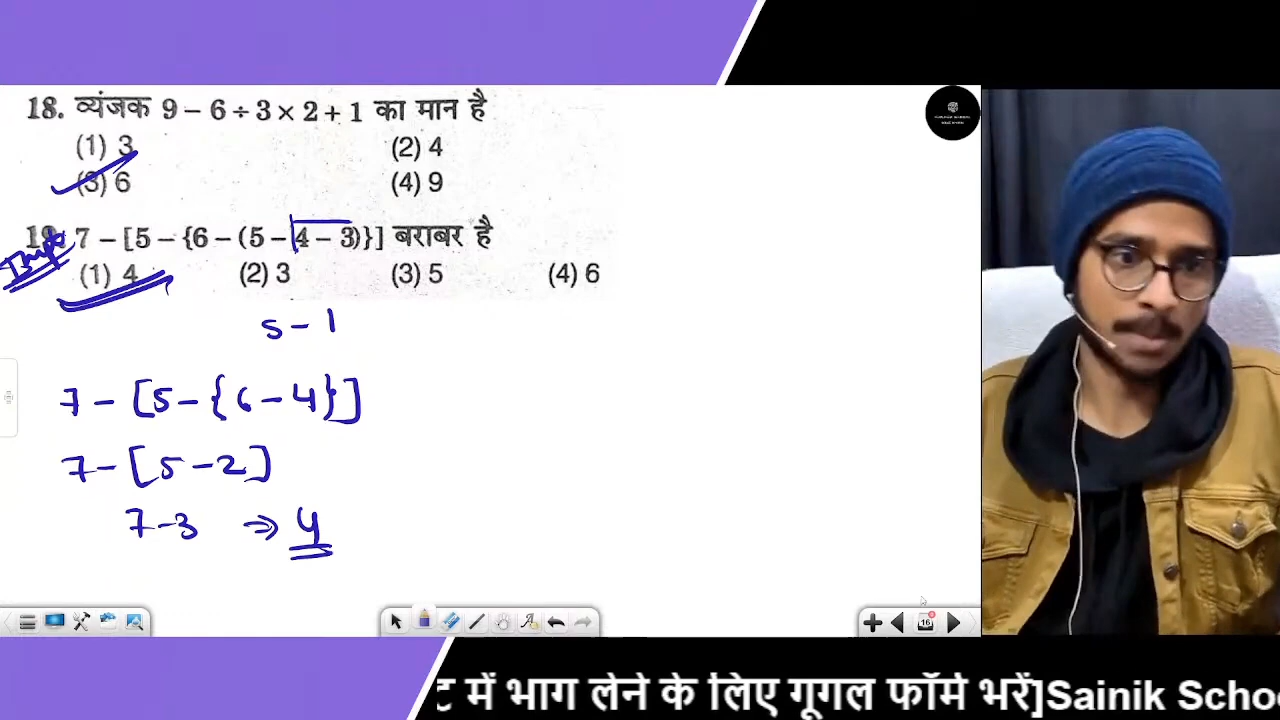 18. व्यंजक 9 – 6 ÷ 3 × 2 + 1 का मान है
(1) 3 (2) 4
(3) 6 (4) 9
19. 7 – [5 – {6 – (5 – 4 – 3)}] बराबर है
(1) 4 (2) 3 (3) 5 (4) 6
5 – 1
7 – [5 – {6 – 4}]
7 – [5 – 2]
7 – 3 ⇒ 4
16
ट में भाग लेने के लिए गूगल फॉर्म भरें]Sainik Schoo